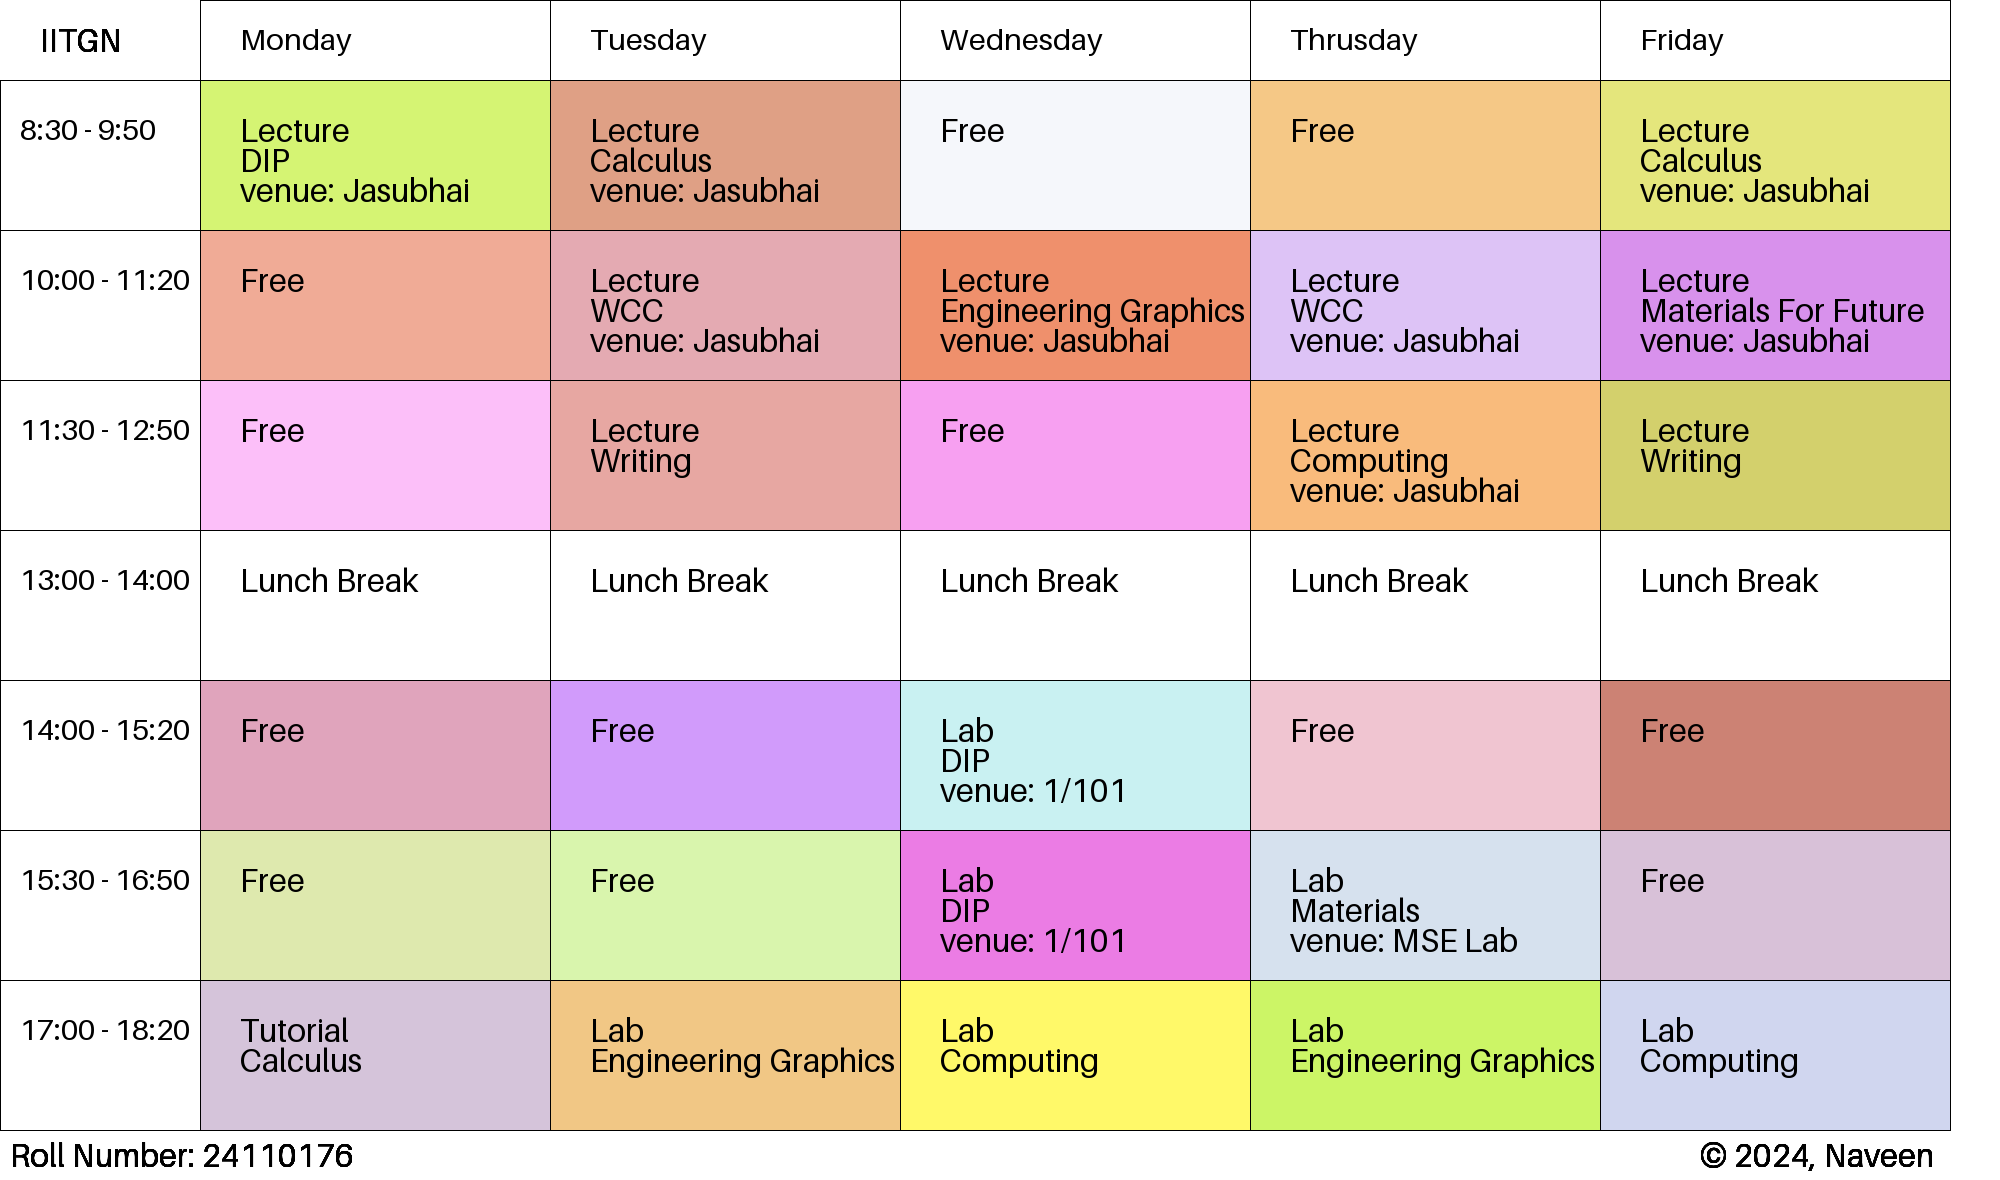 IITGN Monday Tuesday Wednesday Thrusday Friday
8:30 - 9:50
Lecture
DIP
venue: Jasubhai
Lecture
Calculus
venue: Jasubhai
Free
Free
Lecture
Calculus
venue: Jasubhai
10:00 - 11:20
Free
Lecture
WCC
venue: Jasubhai
Lecture
Engineering Graphics
venue: Jasubhai
Lecture
WCC
venue: Jasubhai
Lecture
Materials For Future
venue: Jasubhai
11:30 - 12:50
Free
Lecture
Writing
Free
Lecture
Computing
venue: Jasubhai
Lecture
Writing
13:00 - 14:00
Lunch Break
Lunch Break
Lunch Break
Lunch Break
Lunch Break
14:00 - 15:20
Free
Free
Lab
DIP
venue: 1/101
Free
Free
15:30 - 16:50
Free
Free
Lab
DIP
venue: 1/101
Lab
Materials
venue: MSE Lab
Free
17:00 - 18:20
Tutorial
Calculus
Lab
Engineering Graphics
Lab
Computing
Lab
Engineering Graphics
Lab
Computing
Roll Number: 24110176
© 2024, Naveen